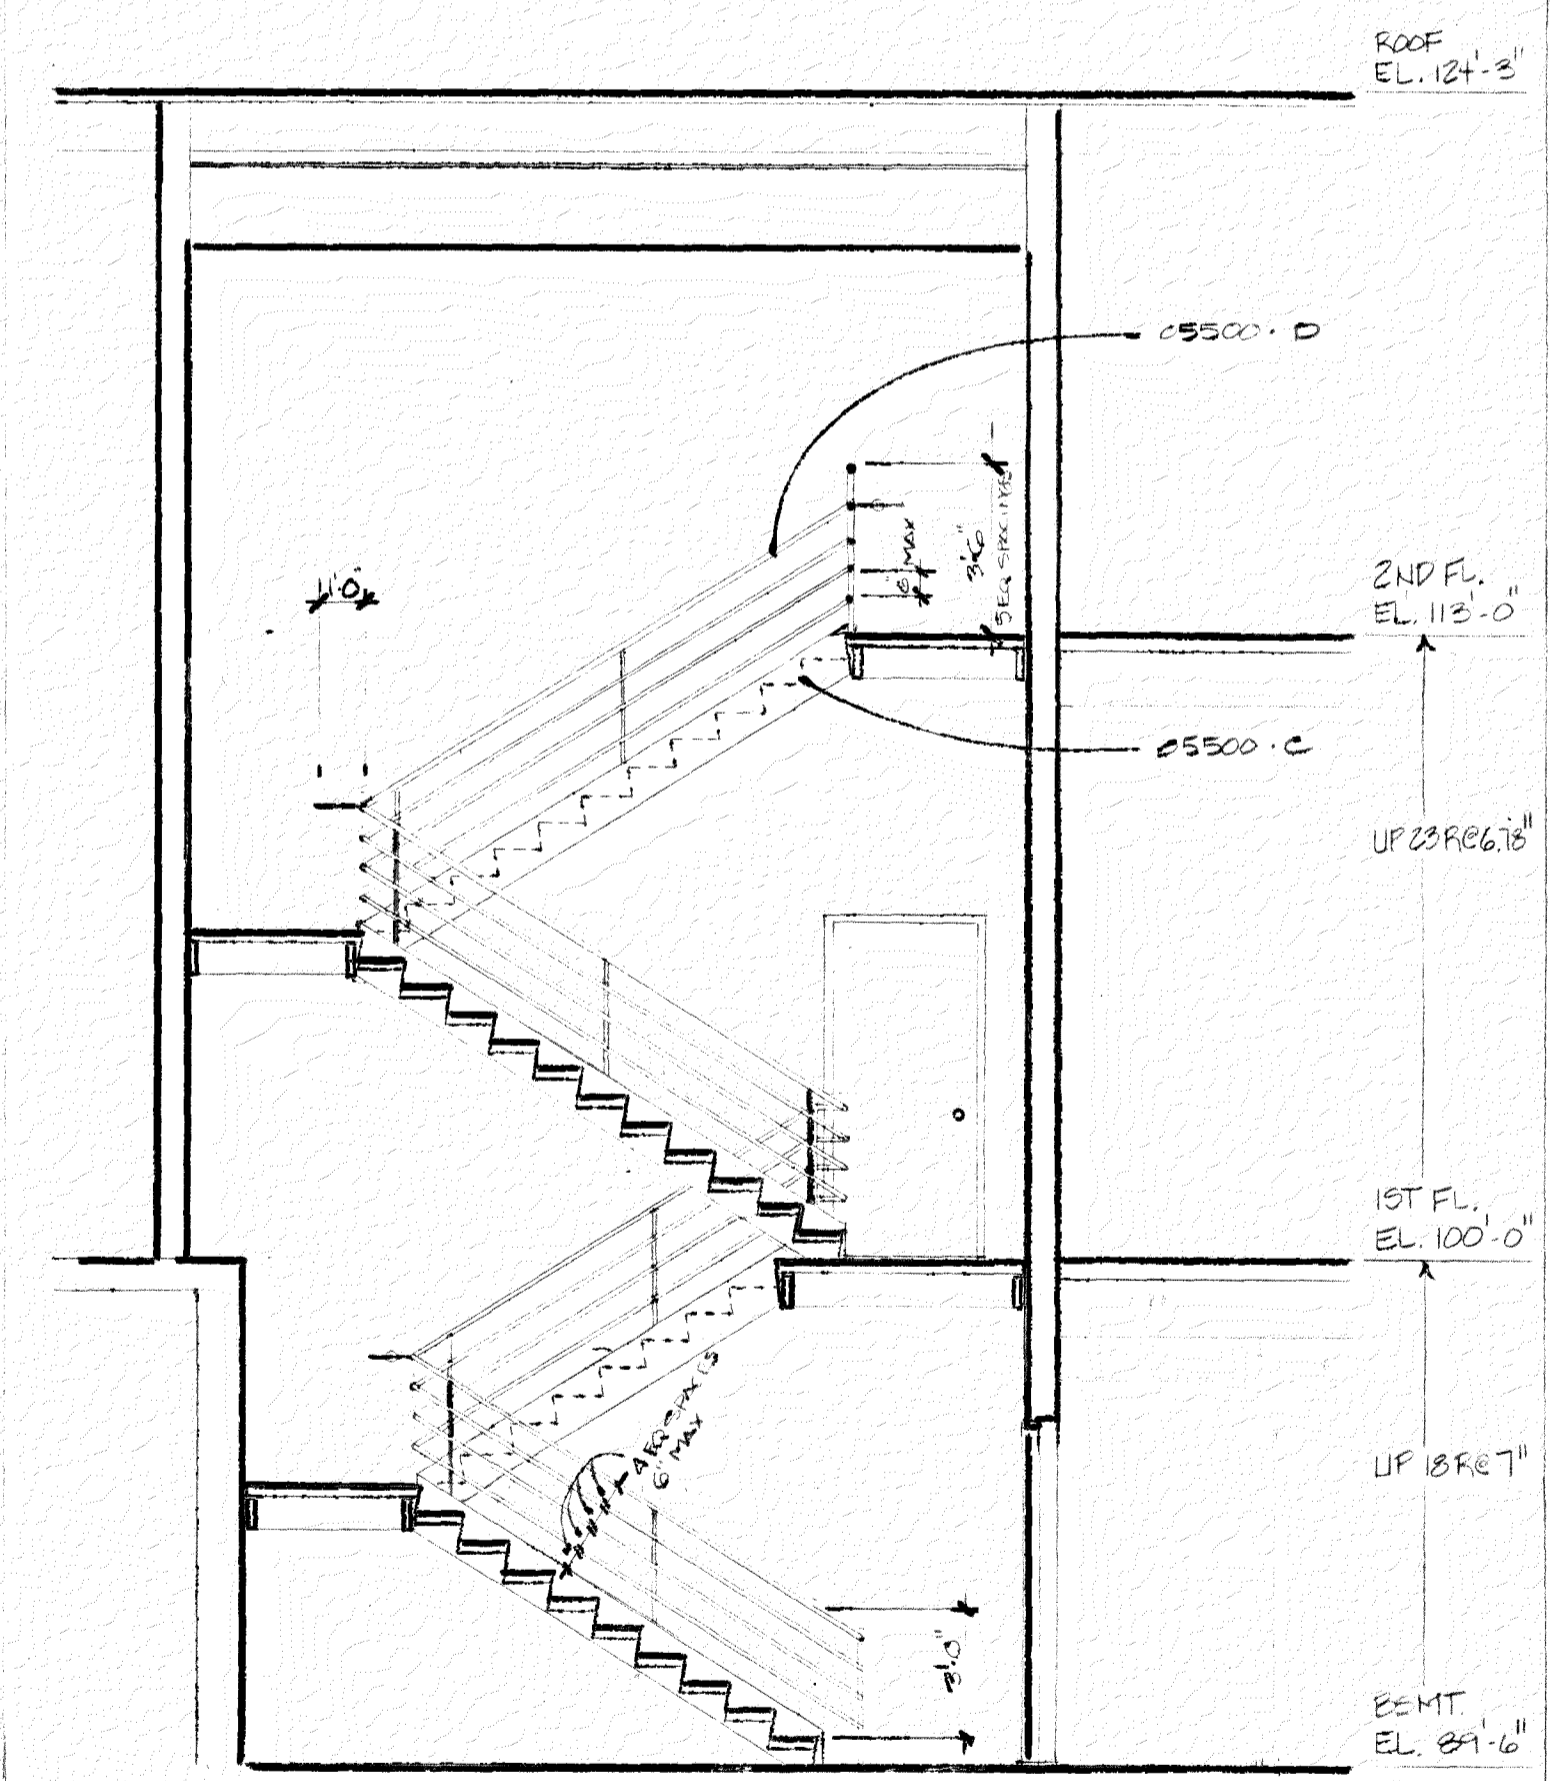 ROOF
EL. 124'-3"
05500 · D
3'-6"
5 EQ SPACINGS
6" MAX
1'-0"
2ND FL.
EL. 113'-0"
05500 · C
UP 23R@6.78"
1ST FL.
EL. 100'-0"
4 EQ SPACES
6" MAX
UP 18R@7"
3'-0"
BSMT.
EL. 89'-6"